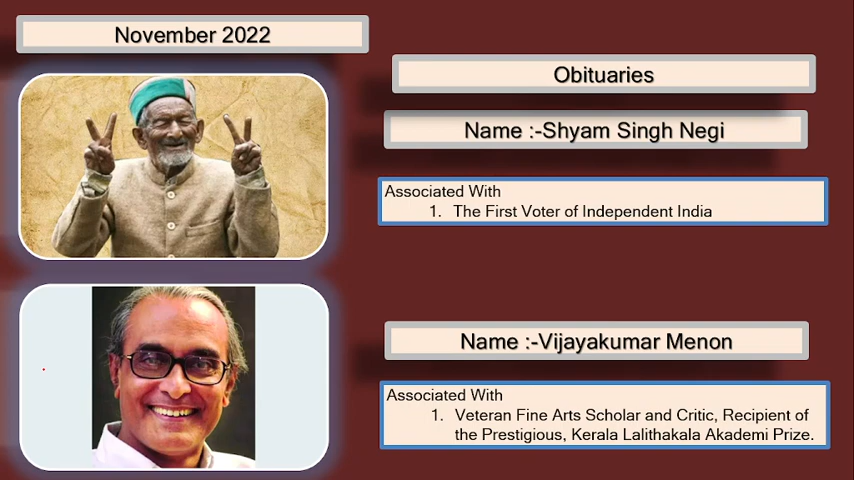 November 2022
Obituaries
Name :-Shyam Singh Negi
Associated With
1. The First Voter of Independent India
Name :-Vijayakumar Menon
Associated With
1. Veteran Fine Arts Scholar and Critic, Recipient of
the Prestigious, Kerala Lalithakala Akademi Prize.